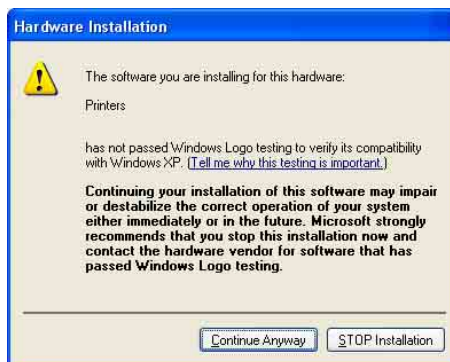 Hardware Installation
The software you are installing for this hardware:
Printers
has not passed Windows Logo testing to verify its compatibility
with Windows XP. (Tell me why this testing is important.)
Continuing your installation of this software may impair
or destabilize the correct operation of your system
either immediately or in the future. Microsoft strongly
recommends that you stop this installation now and
contact the hardware vendor for software that has
passed Windows Logo testing.
Continue Anyway
STOP Installation